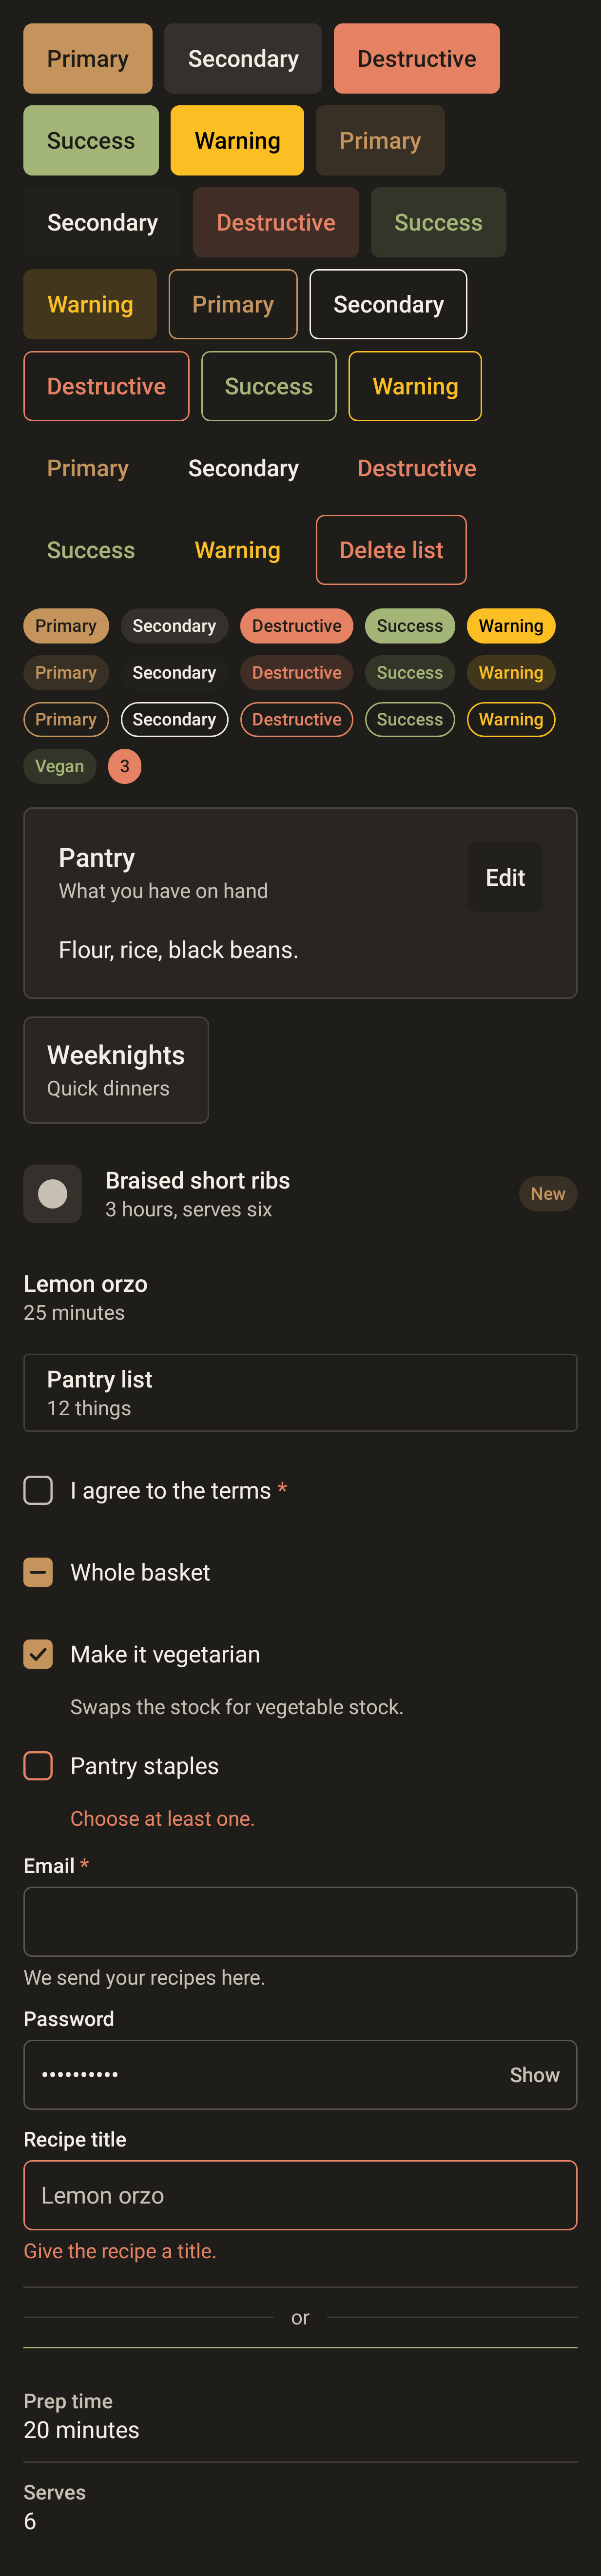 Primary Secondary Destructive
Success Warning Primary
Secondary Destructive Success
Warning Primary Secondary
Destructive Success Warning
Primary Secondary Destructive
Success Warning Delete list
Primary Secondary Destructive Success Warning
Primary Secondary Destructive Success Warning
Primary Secondary Destructive Success Warning
Vegan 3
Pantry
What you have on hand
Edit
Flour, rice, black beans.
Weeknights
Quick dinners
Braised short ribs
3 hours, serves six
New
Lemon orzo
25 minutes
Pantry list
12 things
I agree to the terms *
Whole basket
Make it vegetarian
Swaps the stock for vegetable stock.
Pantry staples
Choose at least one.
Email *
We send your recipes here.
Password
•••••••••• Show
Recipe title
Lemon orzo
Give the recipe a title.
or
Prep time
20 minutes
Serves
6